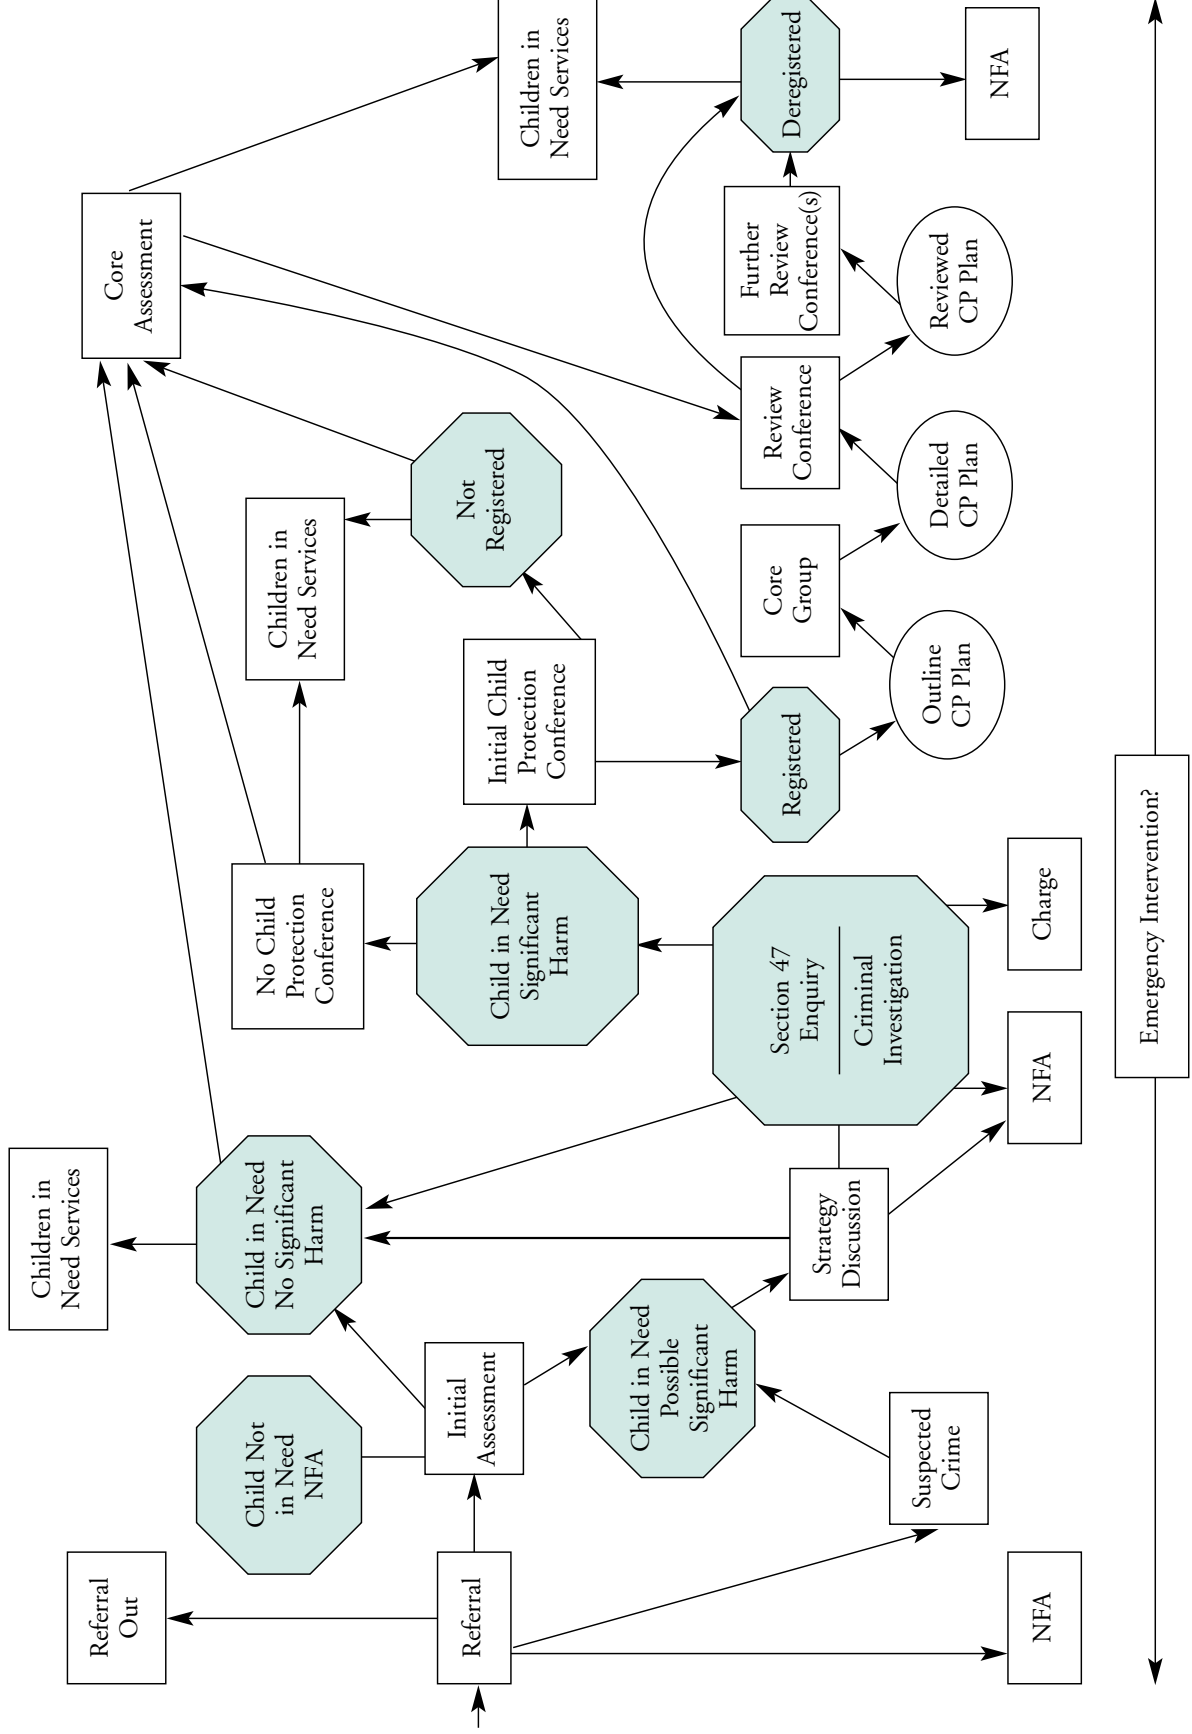 Referral
Out
Referral
NFA
Child Not
in Need
NFA
Initial
Assessment
Suspected
Crime
Children in
Need Services
Child in Need
No Significant
Harm
Child in Need
Possible
Significant
Harm
Strategy
Discussion
NFA
No Child
Protection
Conference
Child in Need
Significant
Harm
Section 47
Enquiry
Criminal
Investigation
Charge
Emergency Intervention?
Children in
Need Services
Initial Child
Protection
Conference
Registered
Outline
CP Plan
Not
Registered
Core
Group
Detailed
CP Plan
Core
Assessment
Review
Conference
Reviewed
CP Plan
Further
Review
Conference(s)
Children in
Need Services
Deregistered
NFA